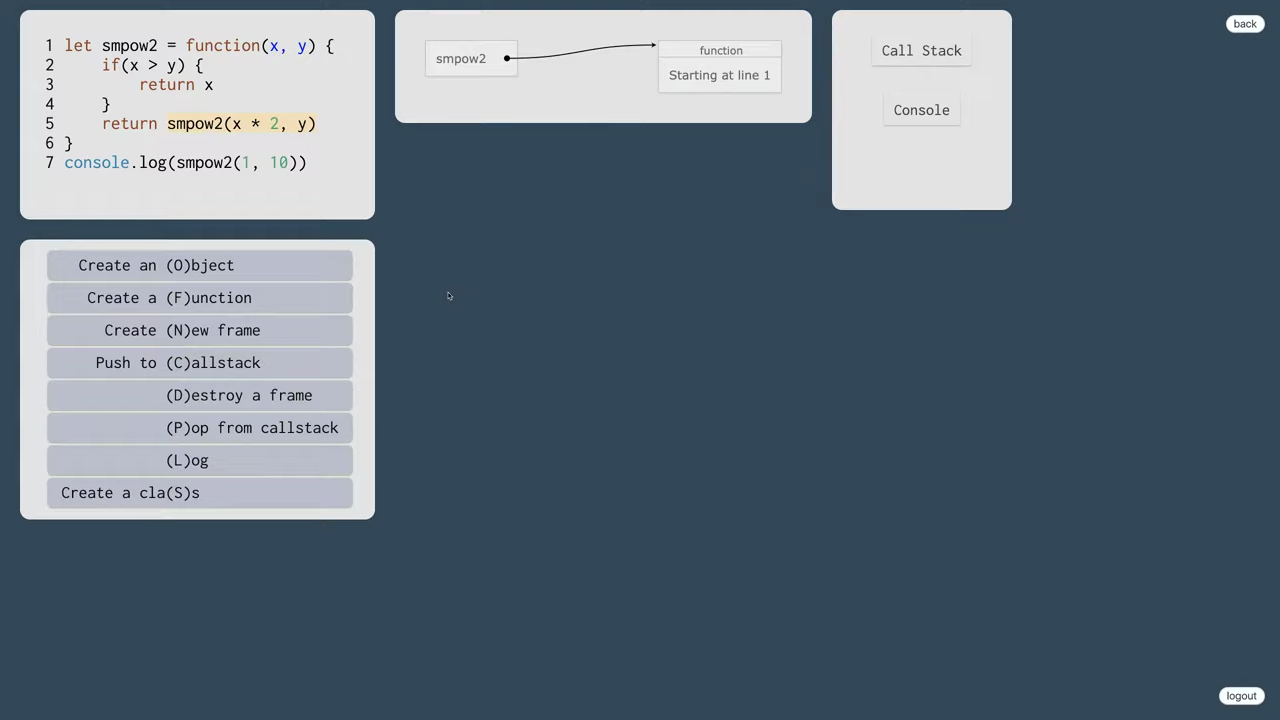 1 let smpow2 = function(x, y) {
2 if(x > y) {
3 return x
4 }
5 return smpow2(x * 2, y)
6 }
7 console.log(smpow2(1, 10))
smpow2
function
Starting at line 1
Call Stack
Console
back
Create an (O)bject
Create a (F)unction
Create (N)ew frame
Push to (C)allstack
(D)estroy a frame
(P)op from callstack
(L)og
Create a cla(S)s
logout